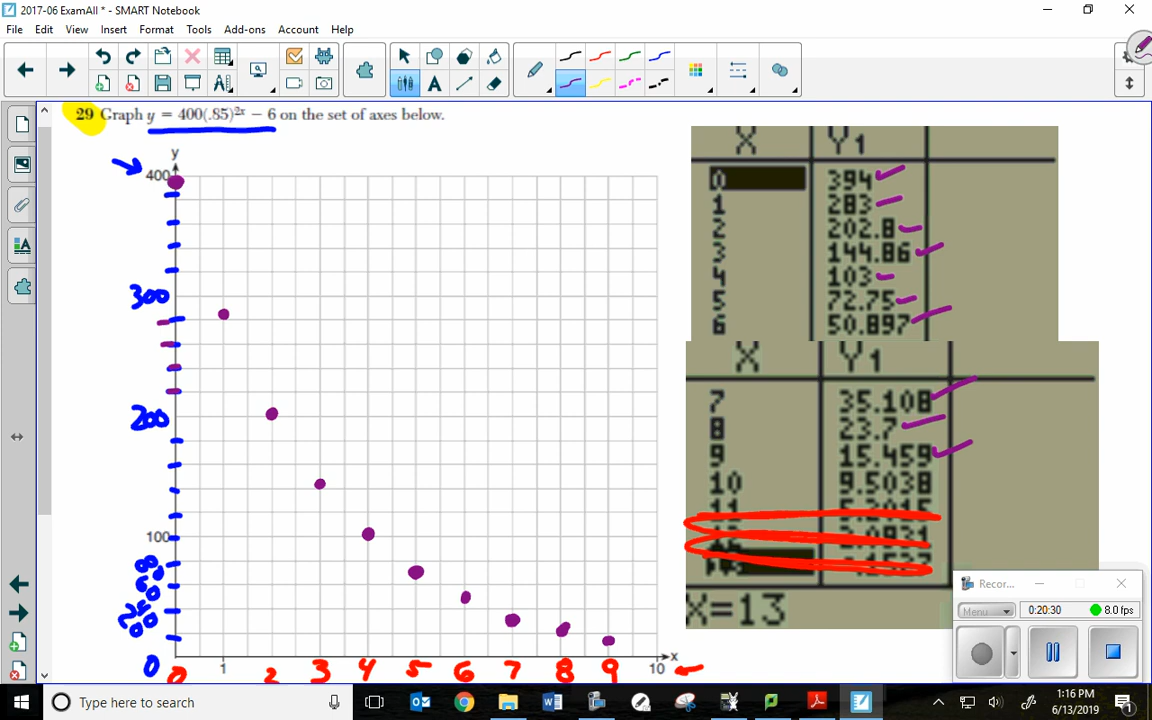 2017-06 ExamAll * - SMART Notebook
File Edit View Insert Format Tools Add-ons Account Help
29 Graph y = 400(.85)²ˣ − 6 on the set of axes below.
y
400
300
200
100
80
60
40
20
0
0 1 2 3 4 5 6 7 8 9 10 x
X Y1
0 394
1 283
2 202.8
3 144.86
4 103
5 72.75
6 50.897
X Y1
7 35.108
8 23.7
9 15.459
10 9.5038
11 5.2015
X=13
Recor...
Menu 0:20:30 8.0 fps
Type here to search
1:16 PM
6/13/2019
1